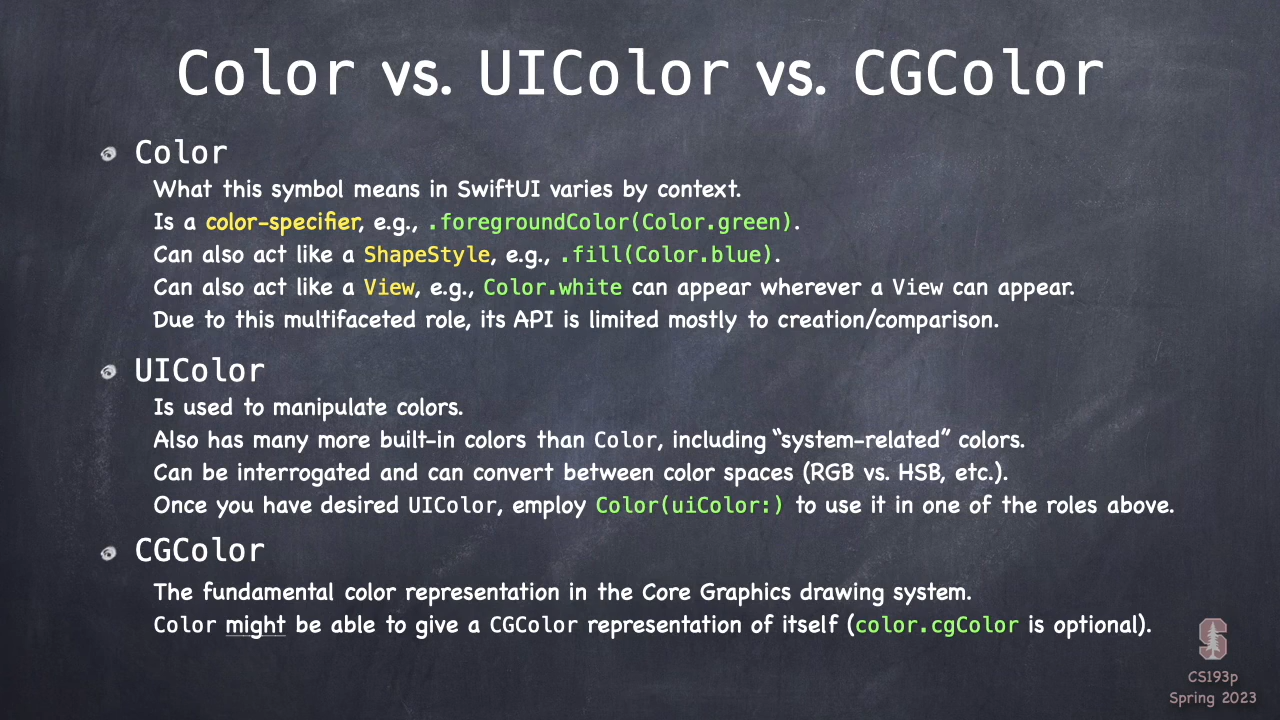 Color vs. UIColor vs. CGColor
Color
What this symbol means in SwiftUI varies by context.
Is a color-specifier, e.g., .foregroundColor(Color.green).
Can also act like a ShapeStyle, e.g., .fill(Color.blue).
Can also act like a View, e.g., Color.white can appear wherever a View can appear.
Due to this multifaceted role, its API is limited mostly to creation/comparison.
UIColor
Is used to manipulate colors.
Also has many more built-in colors than Color, including “system-related” colors.
Can be interrogated and can convert between color spaces (RGB vs. HSB, etc.).
Once you have desired UIColor, employ Color(uiColor:) to use it in one of the roles above.
CGColor
The fundamental color representation in the Core Graphics drawing system.
Color might be able to give a CGColor representation of itself (color.cgColor is optional).
S
CS193p
Spring 2023